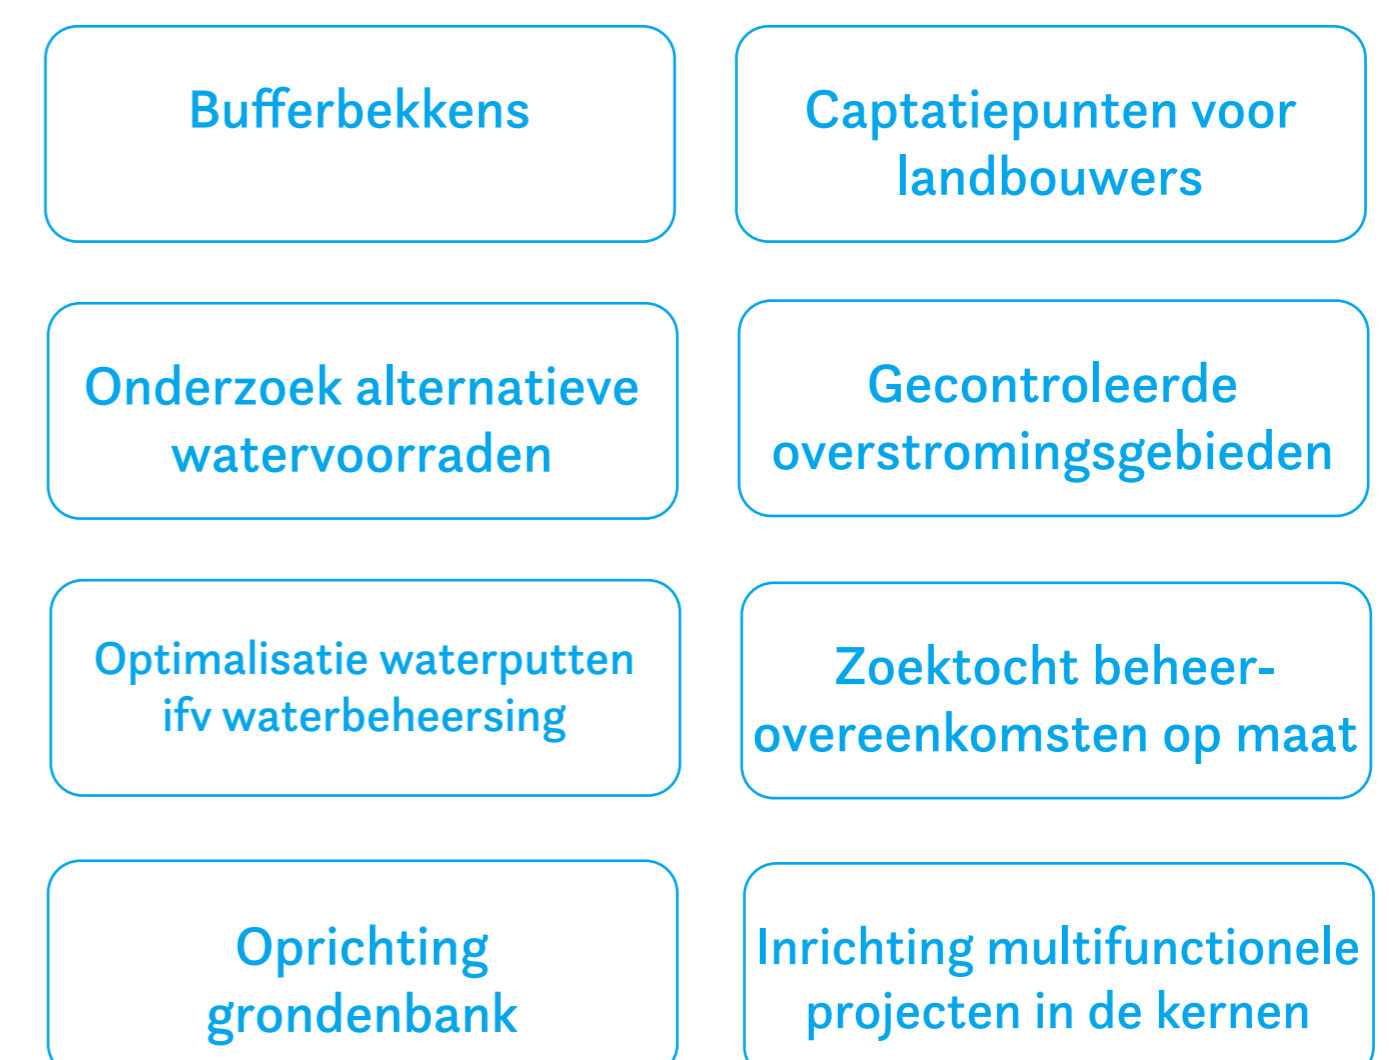 Bufferbekkens
Captatiepunten voor
landbouwers
Onderzoek alternatieve
watervoorraden
Gecontroleerde
overstromingsgebieden
Optimalisatie waterputten
ifv waterbeheersing
Zoektocht beheer-
overeenkomsten op maat
Oprichting
grondenbank
Inrichting multifunctionele
projecten in de kernen